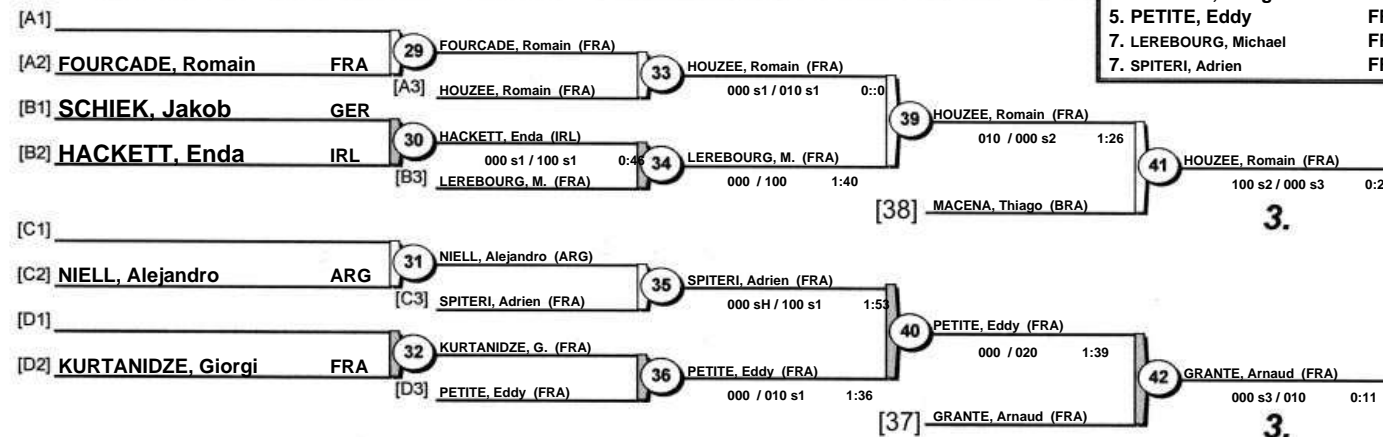 5. PETITE, Eddy
7. LEREBOURG, Michael
7. SPITERI, Adrien
[A1]
[A2] FOURCADE, Romain FRA
29
FOURCADE, Romain (FRA)
[A3] HOUZEE, Romain (FRA)
33
HOUZEE, Romain (FRA)
000 s1 / 010 s1 0::0
[B1] SCHIEK, Jakob GER
[B2] HACKETT, Enda IRL
30
HACKETT, Enda (IRL)
000 s1 / 100 s1 0:46
[B3] LEREBOURG, M. (FRA)
34
LEREBOURG, M. (FRA)
000 / 100 1:40
39
HOUZEE, Romain (FRA)
010 / 000 s2 1:26
[38] MACENA, Thiago (BRA)
41
HOUZEE, Romain (FRA)
100 s2 / 000 s3
3.
[C1]
[C2] NIELL, Alejandro ARG
31
NIELL, Alejandro (ARG)
[C3] SPITERI, Adrien (FRA)
35
SPITERI, Adrien (FRA)
000 sH / 100 s1 1:53
[D1]
[D2] KURTANIDZE, Giorgi FRA
32
KURTANIDZE, G. (FRA)
[D3] PETITE, Eddy (FRA)
36
PETITE, Eddy (FRA)
000 / 010 s1 1:36
40
PETITE, Eddy (FRA)
000 / 020 1:39
[37] GRANTE, Arnaud (FRA)
42
GRANTE, Arnaud (FRA)
000 s3 / 010 0:11
3.